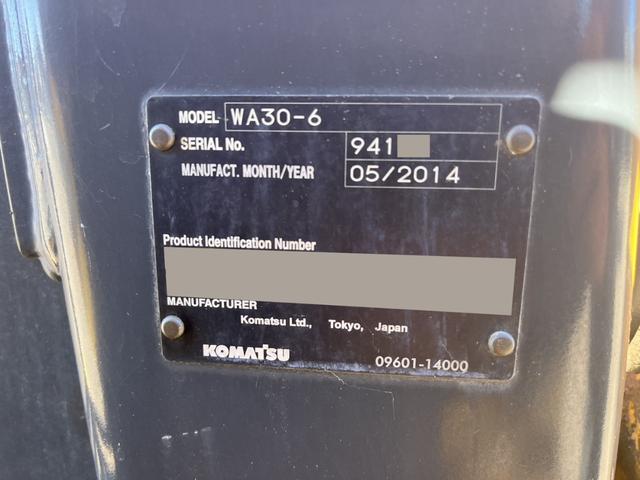 MODEL WA30-6
SERIAL No. 941
MANUFACT. MONTH/YEAR 05/2014
Product Identification Number
MANUFACTURER
Komatsu Ltd., Tokyo, Japan
KOMATSU 09601-14000